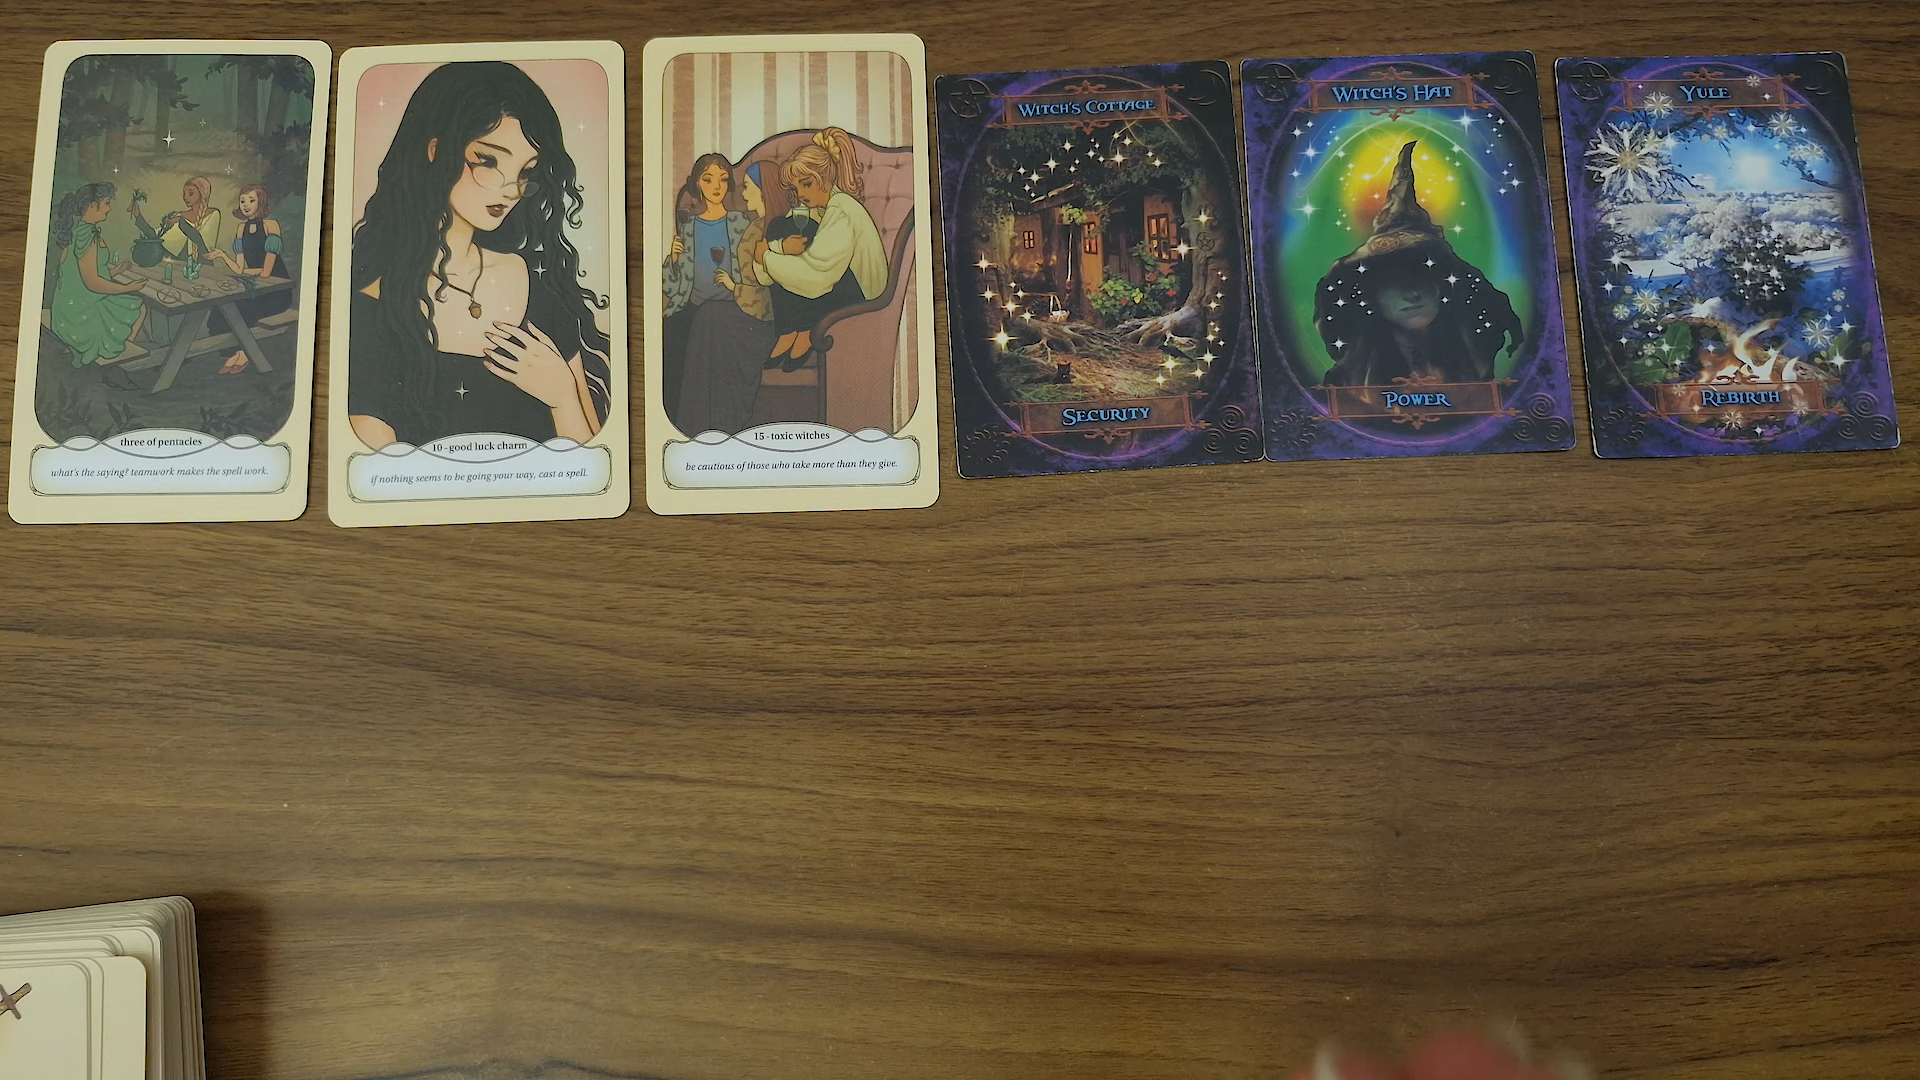 three of pentacles
what's the saying? teamwork makes the spell work.
10-good luck charm
if nothing seems to be going your way, cast a spell.
15-toxic witches
be cautious of those who take more than they give.
WITCH'S COTTAGE
SECURITY
WITCH'S HAT
POWER
YULE
REBIRTH